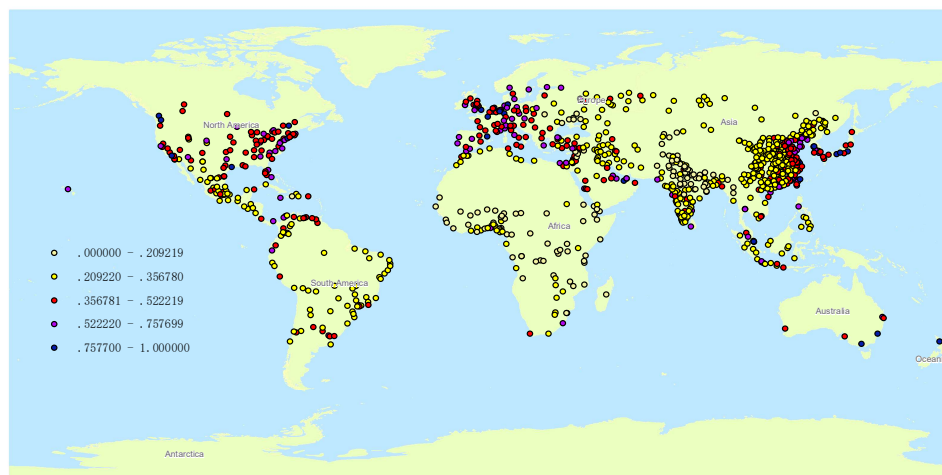 Europe
Asia
North America
Africa
.000000 - .209219
.209220 - .356780
South America
.356781 - .522219
Australia
.522220 - .757699
.757700 - 1.000000
Ocean
Antarctica